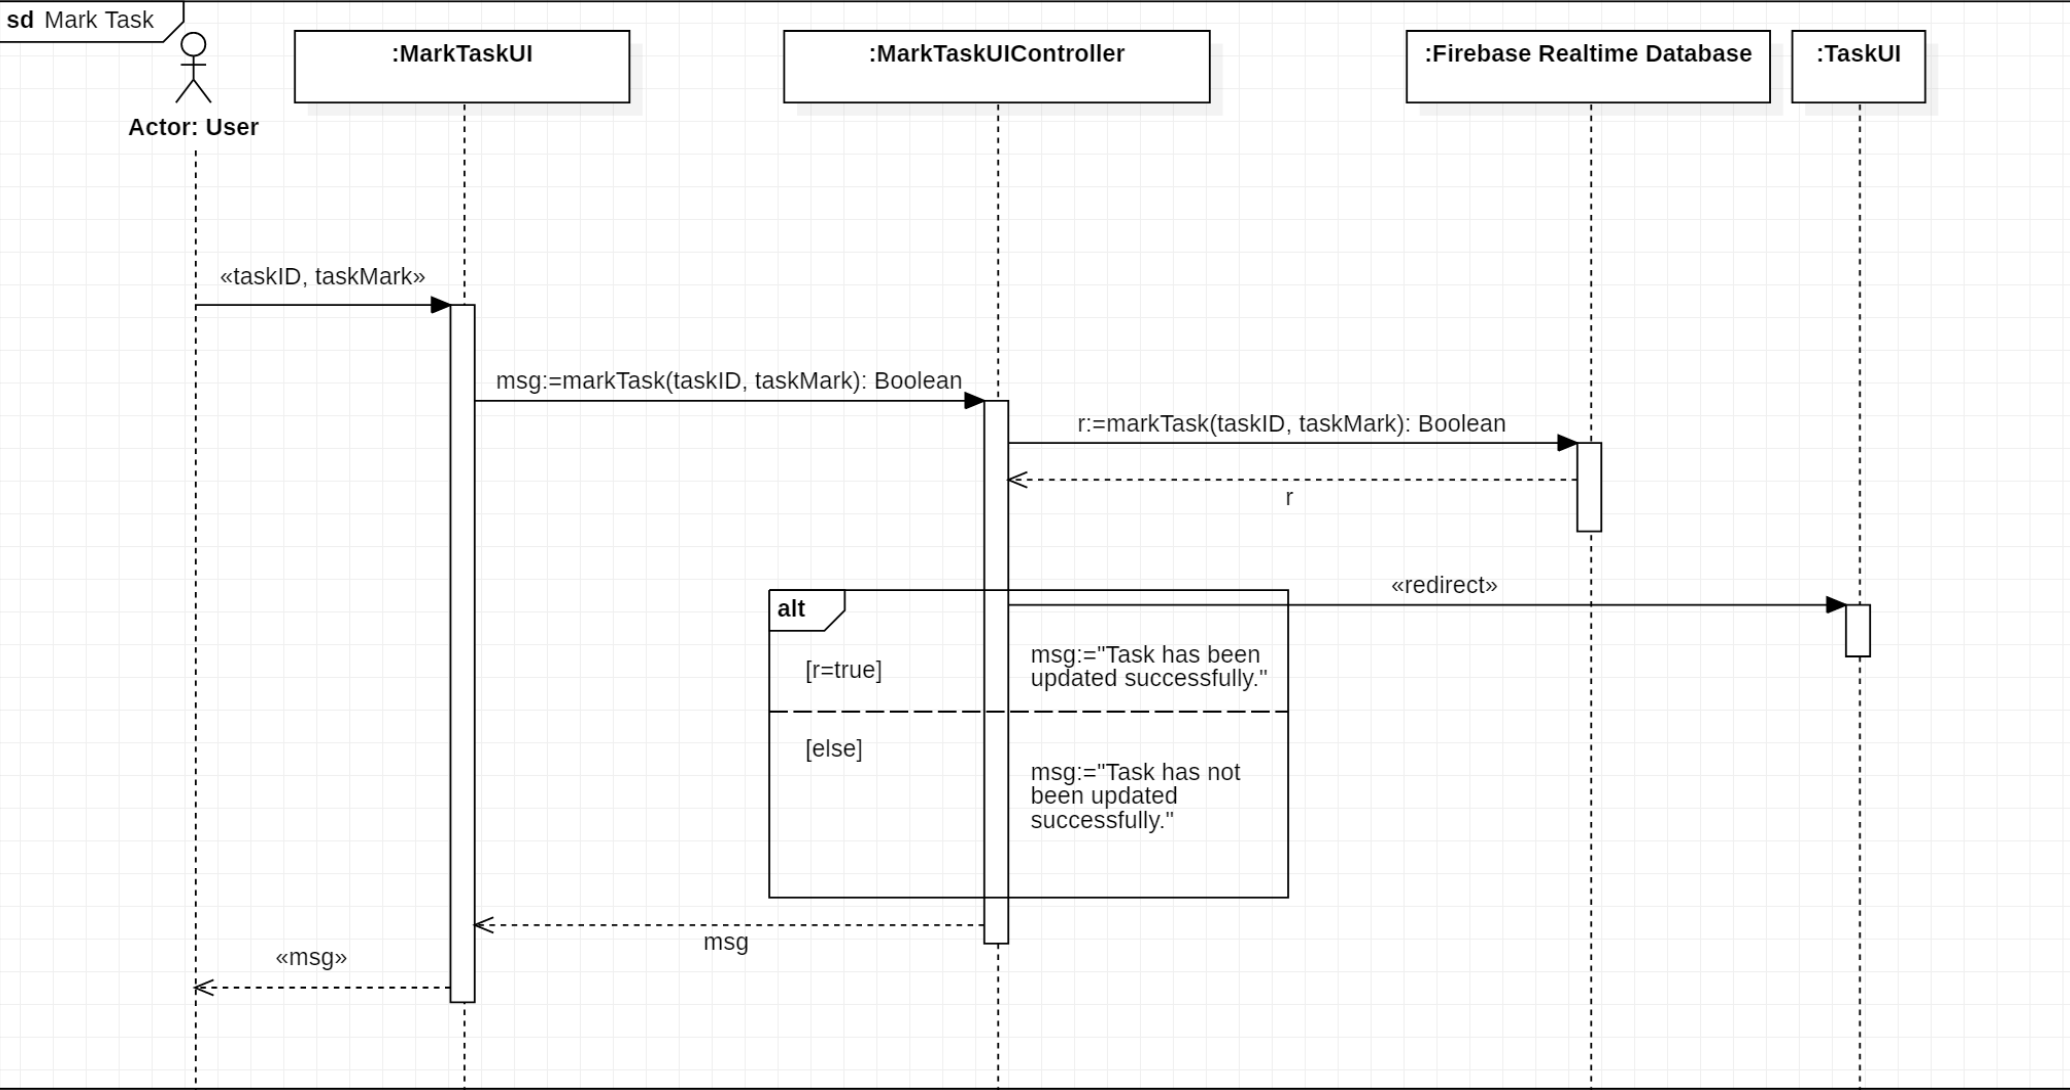 sd Mark Task
:MarkTaskUI
:MarkTaskUIController
:Firebase Realtime Database
:TaskUI
Actor: User
«taskID, taskMark»
msg:=markTask(taskID, taskMark): Boolean
r:=markTask(taskID, taskMark): Boolean
r
«redirect»
alt
[r=true]
msg:="Task has been
updated successfully."
[else]
msg:="Task has not
been updated
successfully."
msg
«msg»